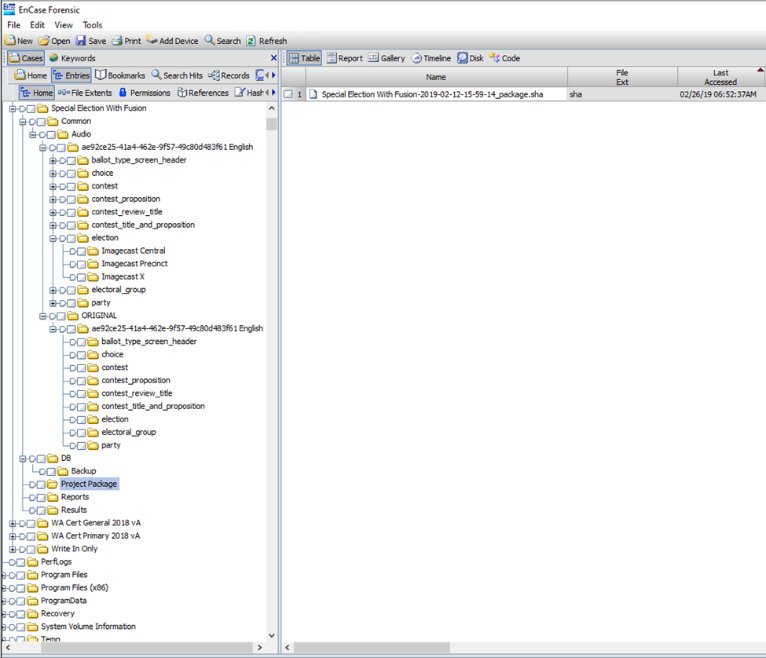 EnCase Forensic
File Edit View Tools
New Open Save Print Add Device Search Refresh
Cases Keywords
Home Entries Bookmarks Search Hits Records
Home File Extents Permissions References Hash
Special Election With Fusion
Common
Audio
ae92ce25-41a4-462e-9f57-49c80d483f61 English
ballot_type_screen_header
choice
contest
contest_proposition
contest_review_title
contest_title_and_proposition
election
Imagecast Central
Imagecast Precinct
Imagecast X
electoral_group
party
ORIGINAL
ae92ce25-41a4-462e-9f57-49c80d483f61 English
ballot_type_screen_header
choice
contest
contest_proposition
contest_review_title
contest_title_and_proposition
election
electoral_group
party
DB
Backup
Project Package
Reports
Results
WA Cert General 2018 vA
WA Cert Primary 2018 vA
Write In Only
PerfLogs
Program Files
Program Files (x86)
ProgramData
Recovery
System Volume Information
Temp
Table Report Gallery Timeline Disk Code
Name File Ext Last Accessed
1 Special Election With Fusion-2019-02-12-15-59-14_package.sha sha 02/26/19 06:52:37AM